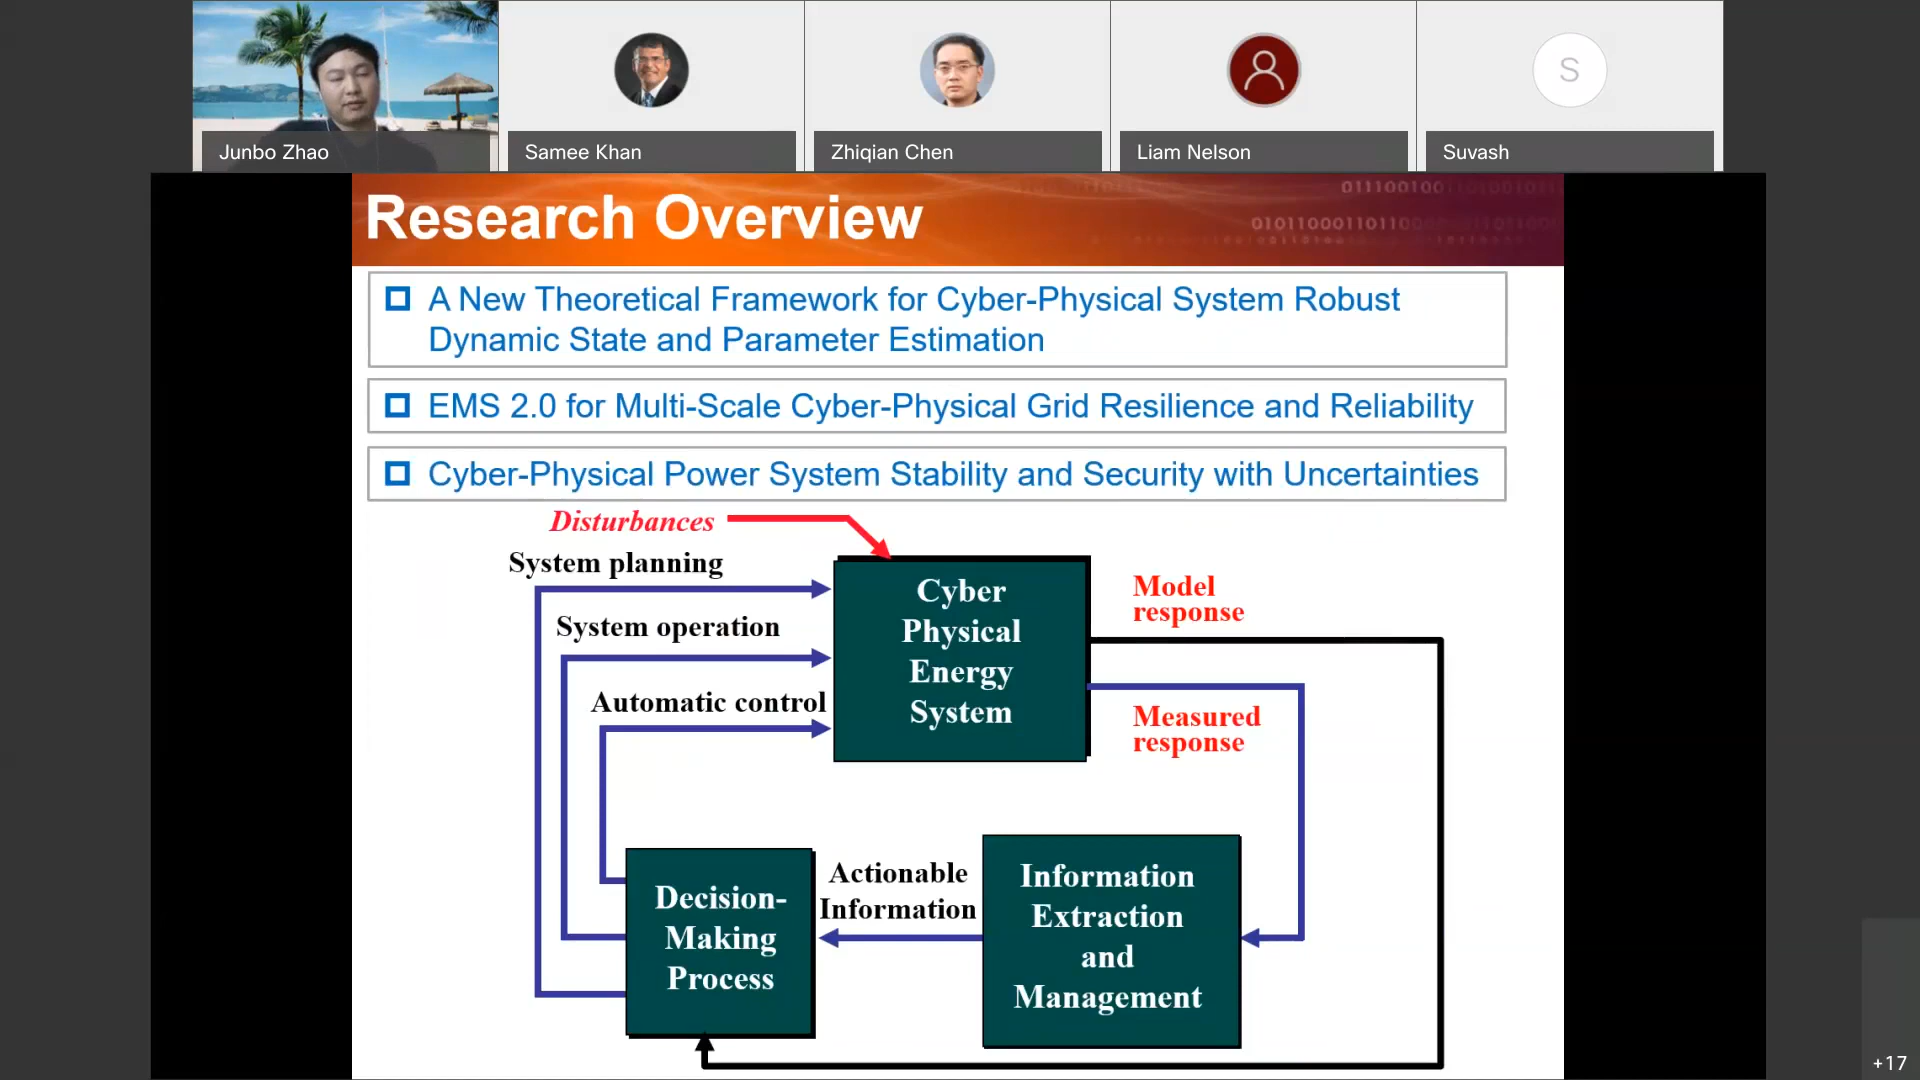 Junbo Zhao
Samee Khan
Zhiqian Chen
Liam Nelson
S
Suvash
Research Overview
A New Theoretical Framework for Cyber-Physical System Robust
Dynamic State and Parameter Estimation
EMS 2.0 for Multi-Scale Cyber-Physical Grid Resilience and Reliability
Cyber-Physical Power System Stability and Security with Uncertainties
Disturbances
System planning
System operation
Automatic control
Cyber
Physical
Energy
System
Model
response
Measured
response
Decision-
Making
Process
Actionable
Information
Information
Extraction
and
Management
+17